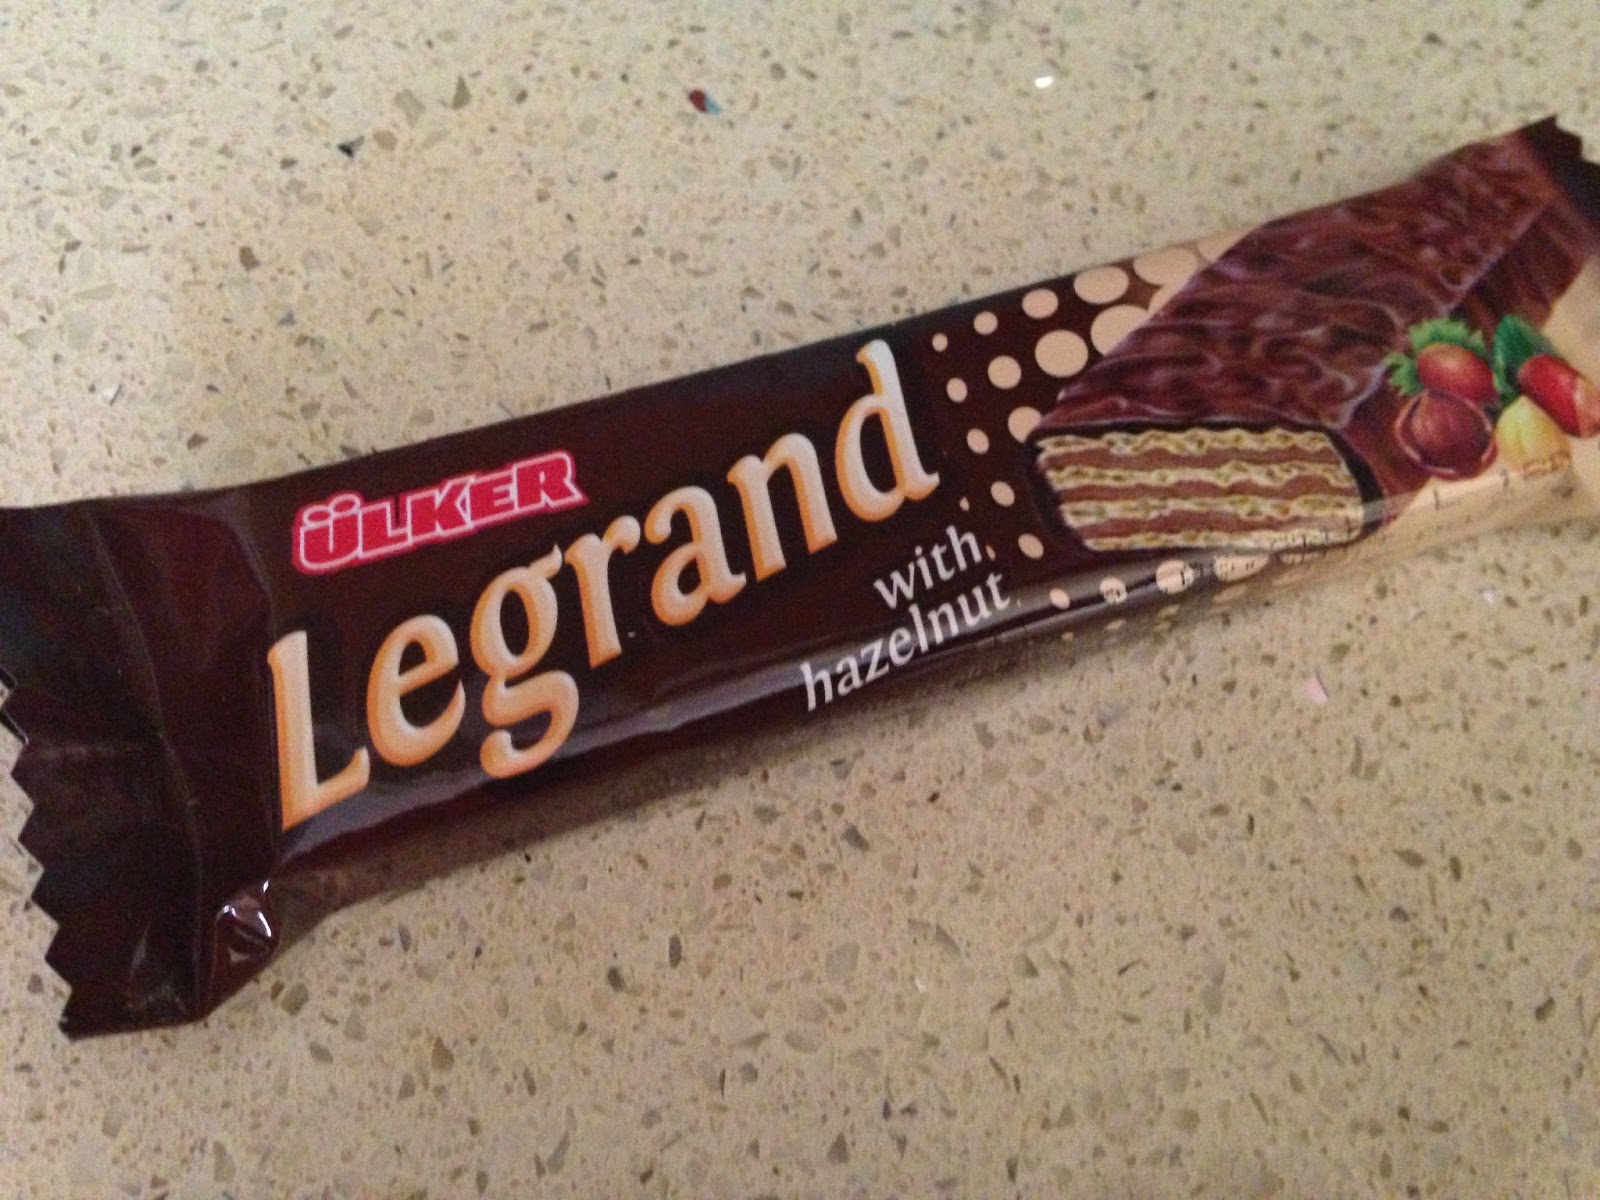 ÜLKER
Legrand
with
hazelnut